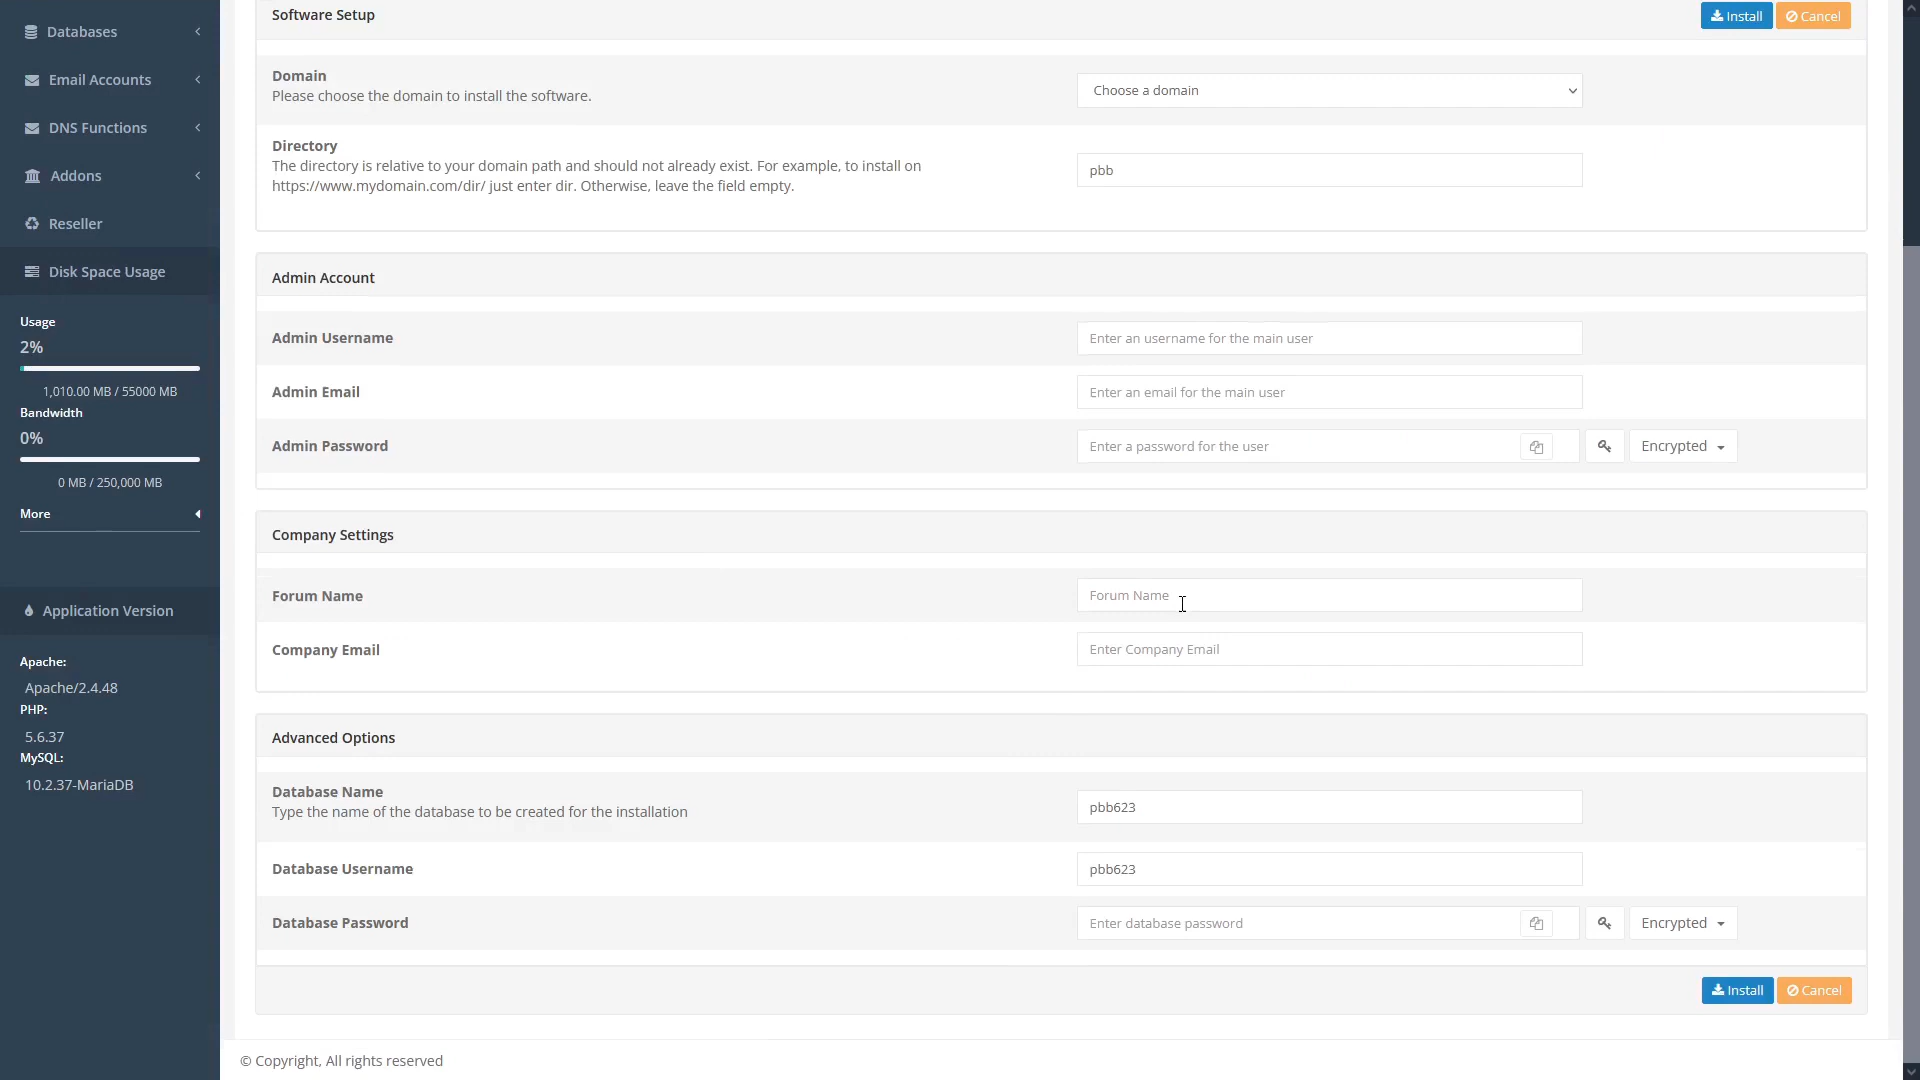 Databases
Email Accounts
DNS Functions
Addons
Reseller
Disk Space Usage
Usage
2%
1,010.00 MB / 55000 MB
Bandwidth
0%
0 MB / 250,000 MB
More
Application Version
Apache:
Apache/2.4.48
PHP:
5.6.37
MySQL:
10.2.37-MariaDB
Software Setup
Install
Cancel
Domain
Please choose the domain to install the software.
Choose a domain
Directory
The directory is relative to your domain path and should not already exist. For example, to install on
https://www.mydomain.com/dir/ just enter dir. Otherwise, leave the field empty.
pbb
Admin Account
Admin Username
Enter an username for the main user
Admin Email
Enter an email for the main user
Admin Password
Enter a password for the user
Encrypted
Company Settings
Forum Name
Forum Name
Company Email
Enter Company Email
Advanced Options
Database Name
Type the name of the database to be created for the installation
pbb623
Database Username
pbb623
Database Password
Enter database password
Encrypted
Install
Cancel
© Copyright, All rights reserved